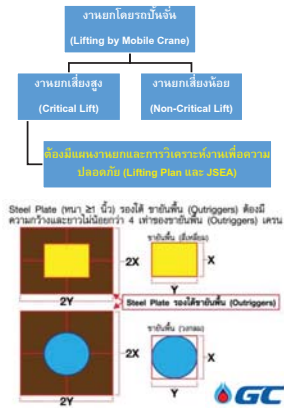 งานยกโดยรถปั้นจั่น
(Lifting by Mobile Crane)
งานยกเสี่ยงสูง
(Critical Lift)
งานยกเสี่ยงน้อย
(Non-Critical Lift)
ต้องมีแผนงานยกและการวิเคราะห์งานเพื่อความ
ปลอดภัย (Lifting Plan และ JSEA)
Steel Plate (หนา ≥1 นิ้ว) รองใต้ ขายันพื้น (Outriggers) ต้องมี
ความกว้างและยาวไม่น้อยกว่า 4 เท่าของขายันพื้น (Outriggers) เครน
ขายันพื้น (สี่เหลี่ยม)
2X
X
2Y
Y
Steel Plate รองใต้ขายันพื้น (Outriggers)
ขายันพื้น (วงกลม)
2X
X
2Y
Y
GC